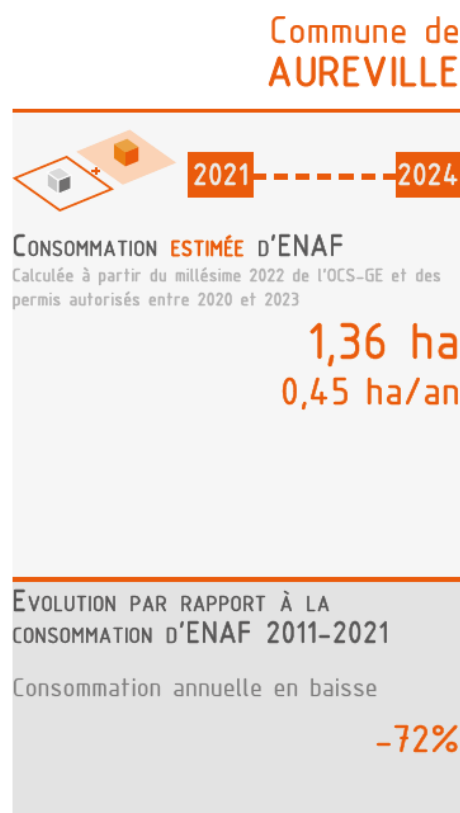 Commune de
AUREVILLE
2021 2024
CONSOMMATION ESTIMÉE D'ENAF
Calculée à partir du millésime 2022 de l'OCS-GE et des
permis autorisés entre 2020 et 2023
1,36 ha
0,45 ha/an
EVOLUTION PAR RAPPORT À LA
CONSOMMATION D'ENAF 2011-2021
Consommation annuelle en baisse
-72%